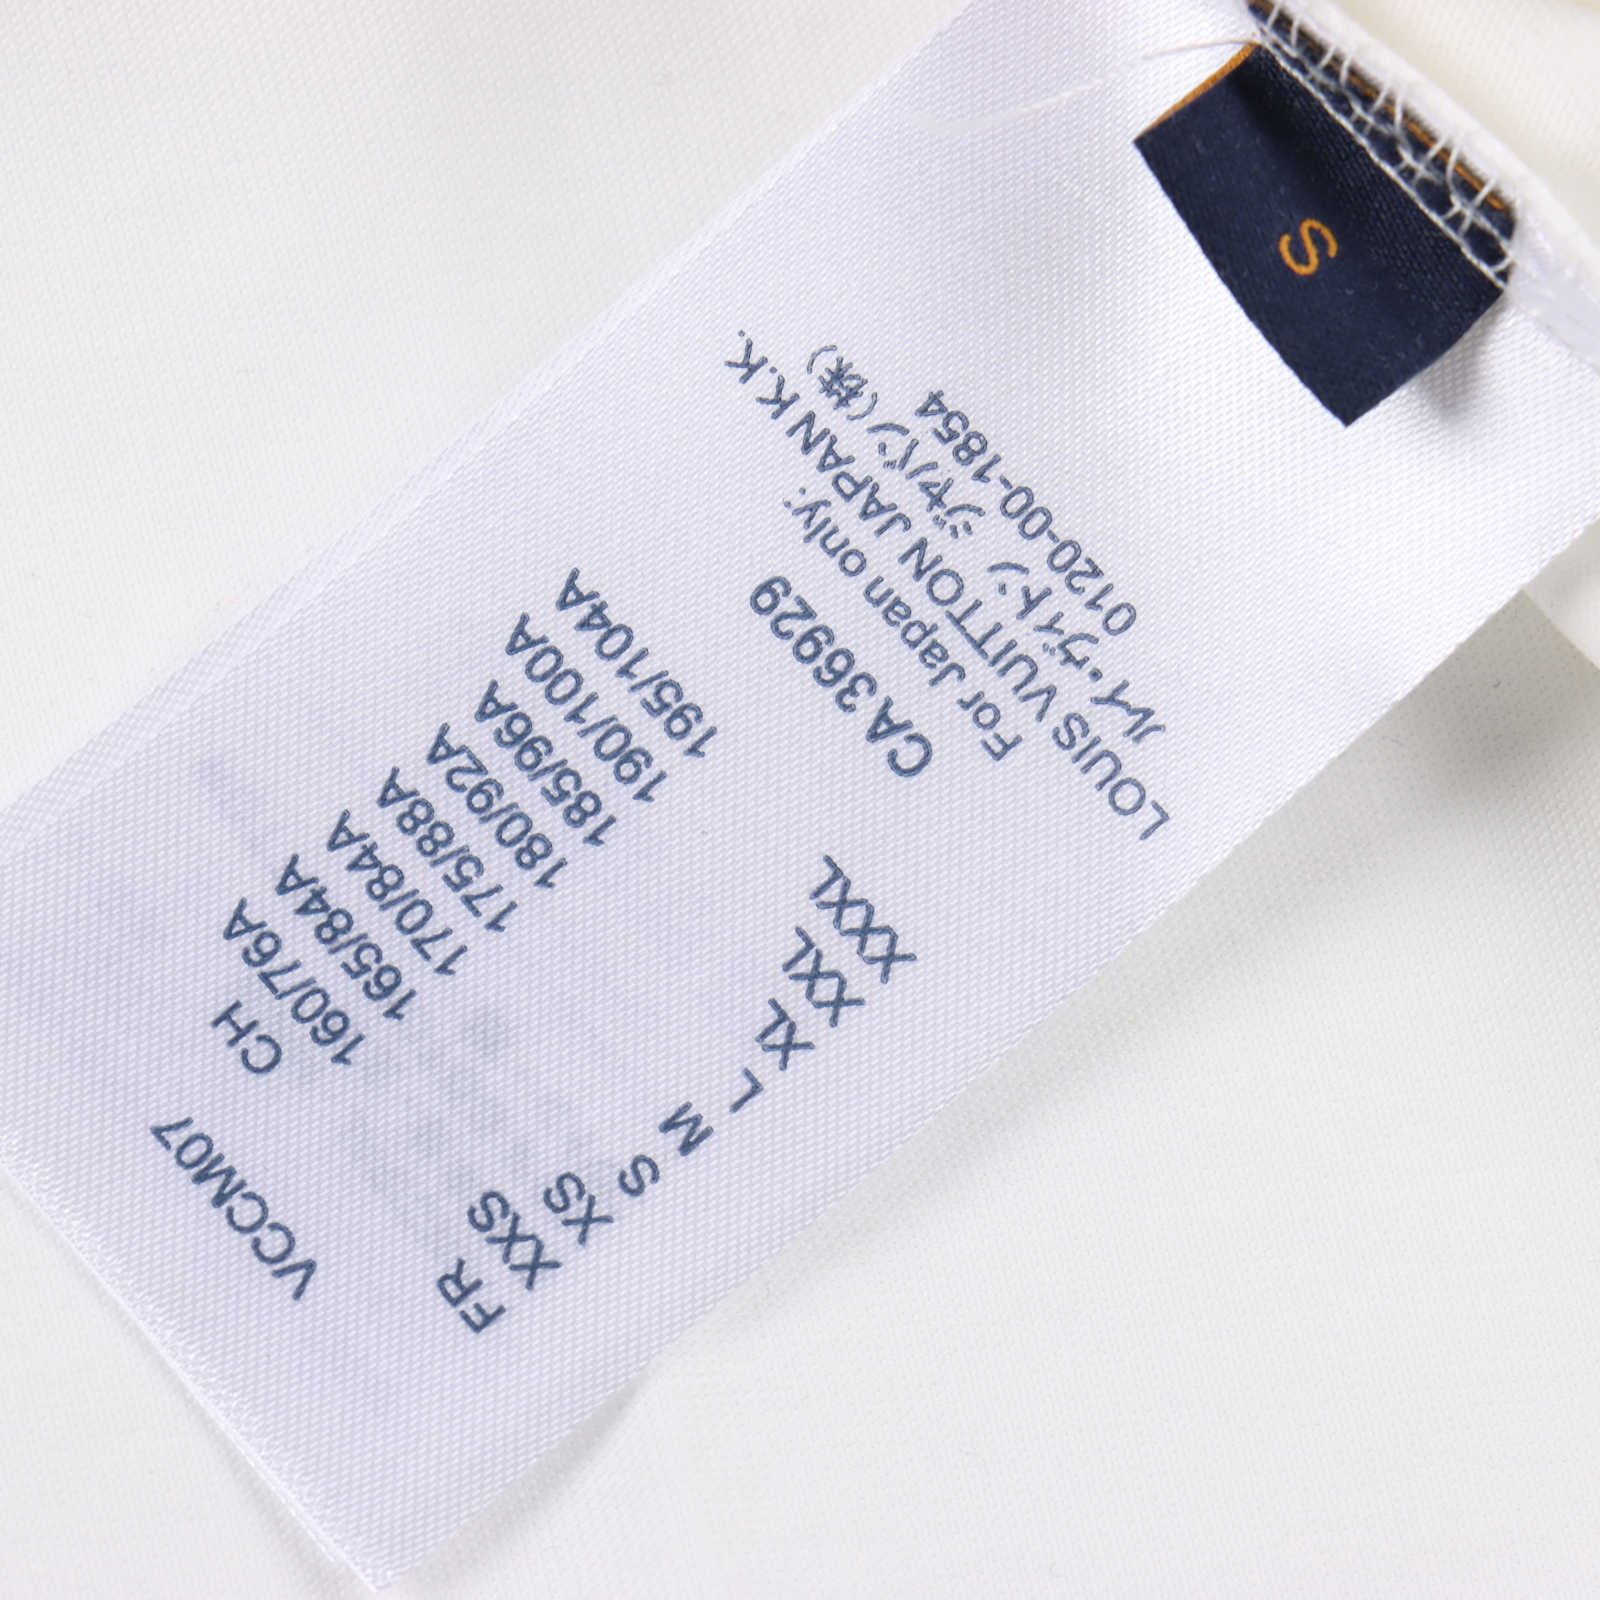 VCCM07
FR CH
XXS 160/76A
XS 165/84A
S 170/84A
M 175/88A
L 180/92A
XL 185/96A
XXL 190/100A
XXXL 195/104A
CA 36929
For Japan only:
LOUIS VUITTON JAPAN K.K.
ルイ・ヴィトン ジャパン(株)
0120-00-1854
S